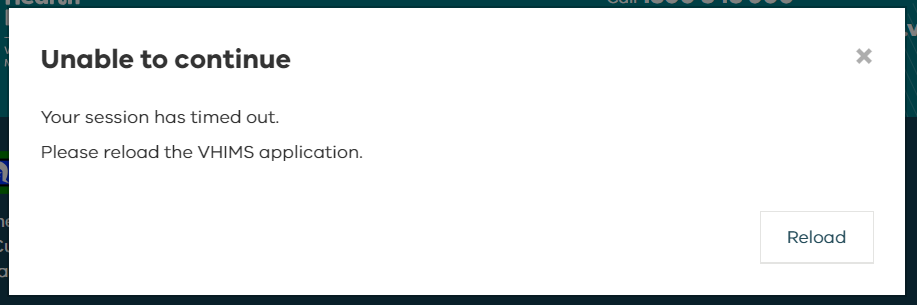 Unable to continue
×
Your session has timed out.
Please reload the VHIMS application.
Reload